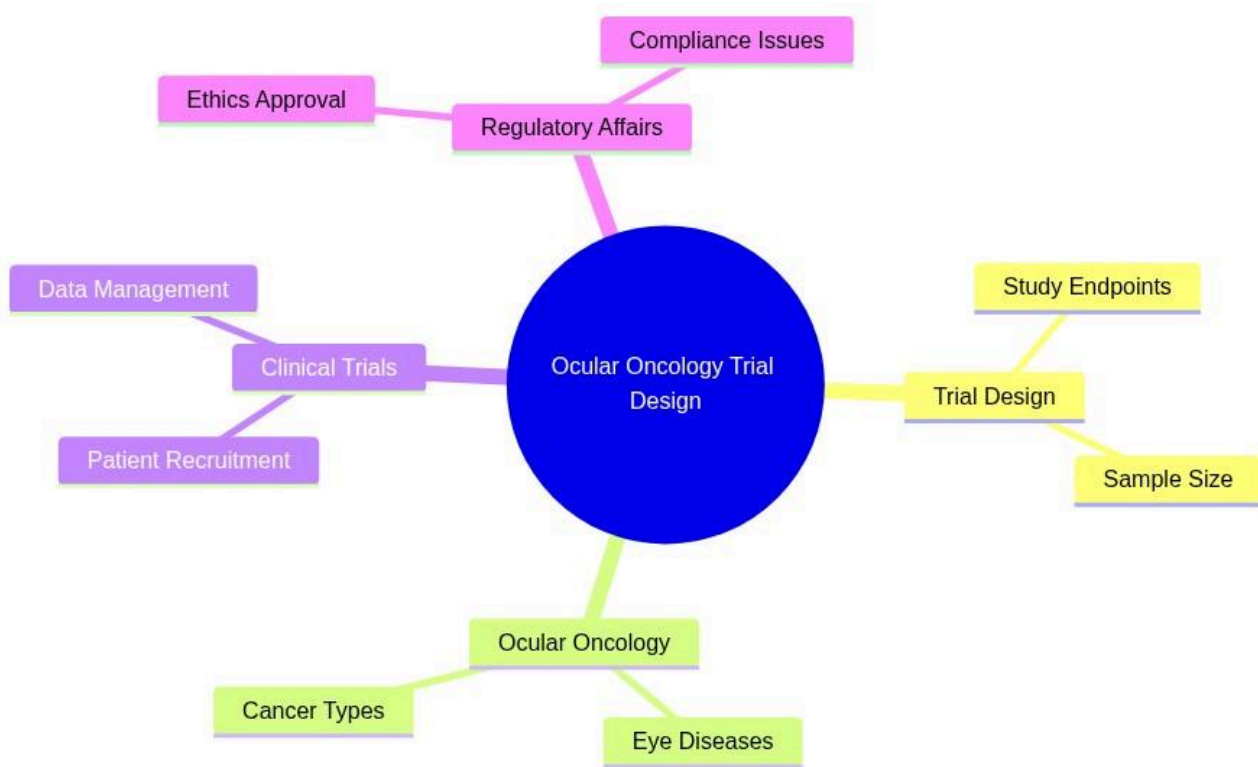 Compliance Issues
Ethics Approval
Regulatory Affairs
Data Management
Clinical Trials
Patient Recruitment
Ocular Oncology Trial
Design
Study Endpoints
Trial Design
Sample Size
Ocular Oncology
Cancer Types
Eye Diseases